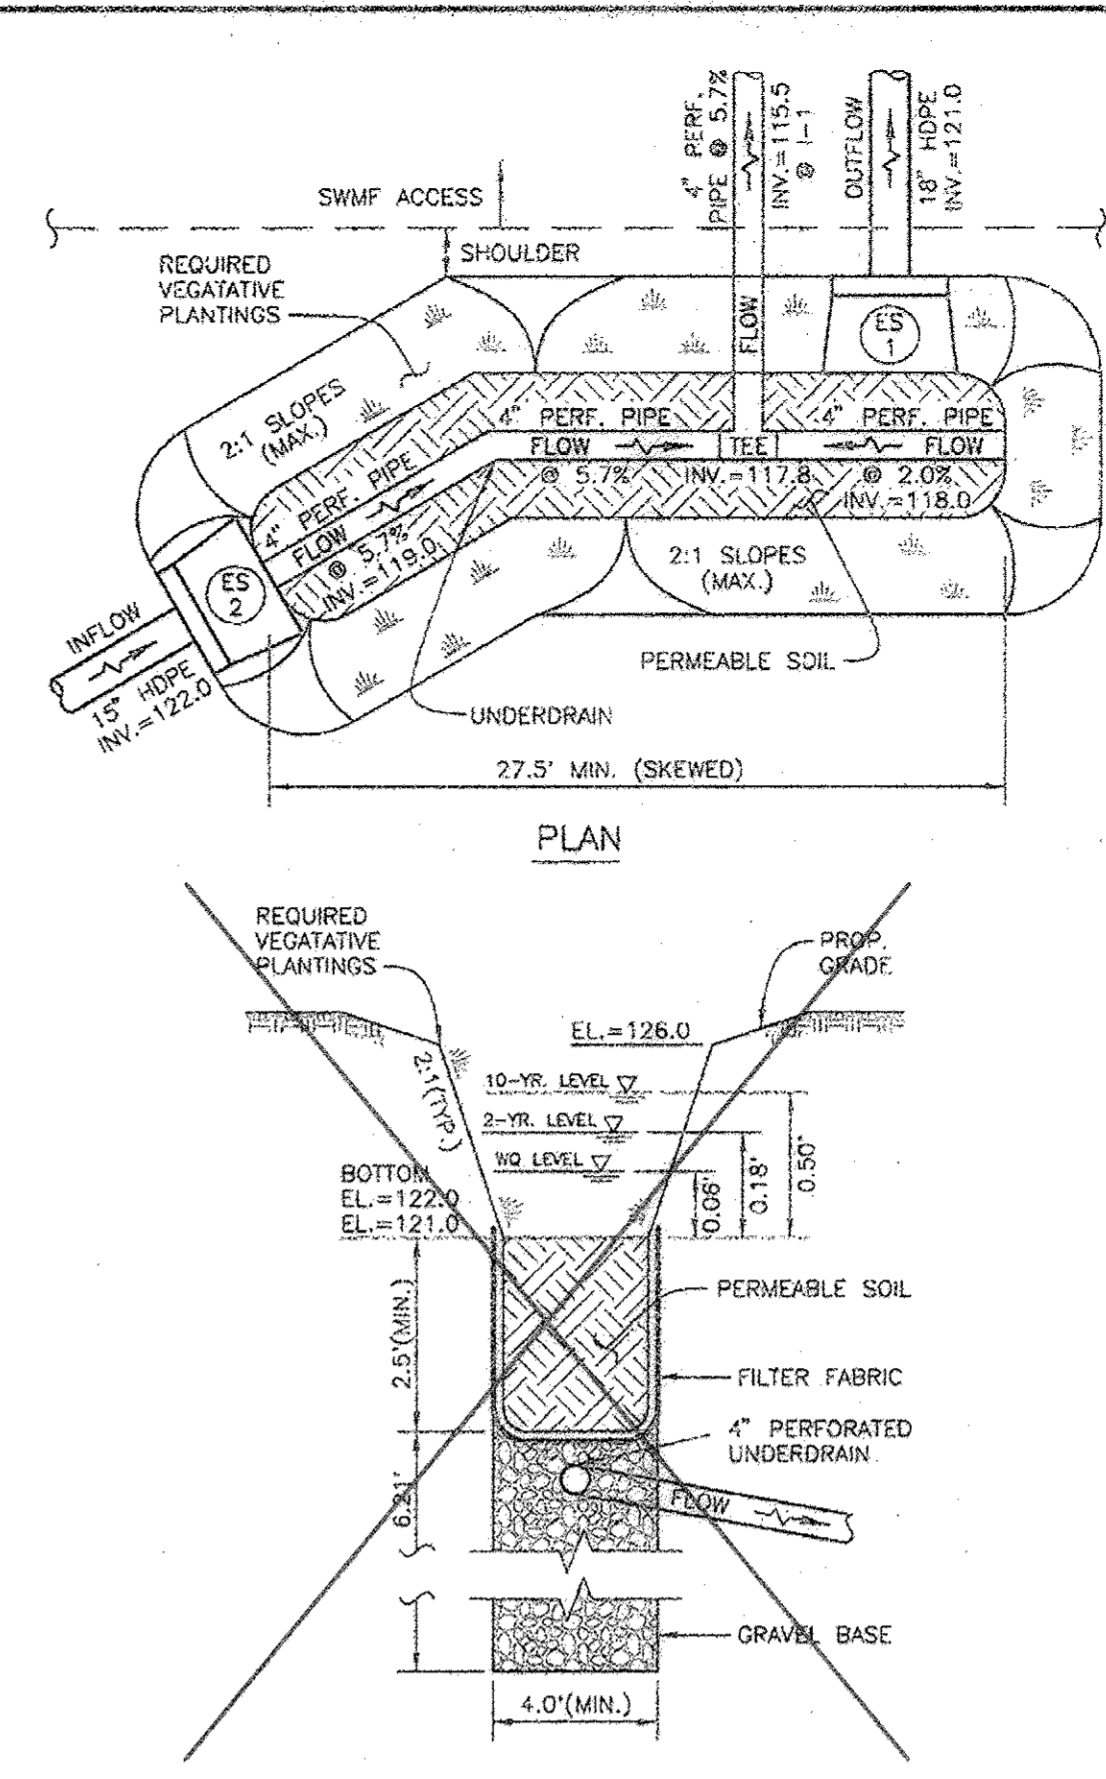 4" PERF.
PIPE @ 5.7%
INV.=115.5
@ I-1
OUTFLOW
18" HDPE
INV.=121.0
SWMF ACCESS
SHOULDER
REQUIRED
VEGATATIVE
PLANTINGS
FLOW
ES
1
2:1 SLOPES
(MAX.)
4" PERF. PIPE
4" PERF. PIPE
FLOW
TEE
FLOW
@ 5.7%
INV.=117.8
@ 2.0%
INV.=118.0
4" PERF. PIPE
FLOW
@ 5.7%
INV.=119.0
ES
2
2:1 SLOPES
(MAX.)
INFLOW
15" HDPE
INV.=122.0
PERMEABLE SOIL
UNDERDRAIN
27.5' MIN. (SKEWED)
PLAN
REQUIRED
VEGATATIVE
PLANTINGS
PROP.
GRADE
EL.=126.0
2:1(TYP.)
10-YR. LEVEL
2-YR. LEVEL
WQ LEVEL
0.06'
0.18'
0.50'
BOTTOM
EL.=122.0
EL.=121.0
2.5'(MIN.)
PERMEABLE SOIL
FILTER FABRIC
4" PERFORATED
UNDERDRAIN
6.21'
FLOW
GRAVEL BASE
4.0'(MIN.)